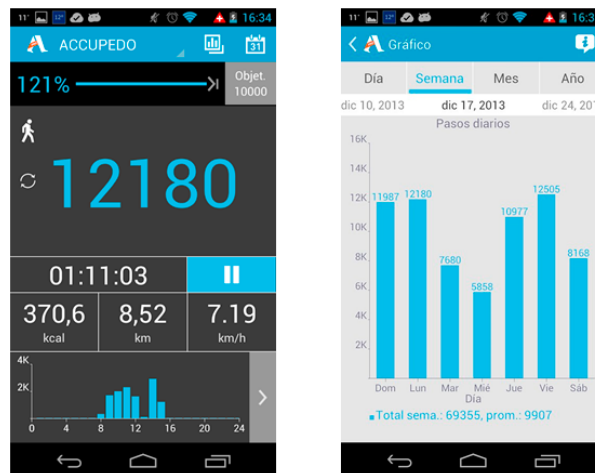 11° 12° 16:34
ACCUPEDO 31
121% Objet.
10000
12180
01:11:03
370,6 8,52 7.19
kcal km km/h
4K
2K
0 4 8 12 16 20 24
11° 12° 16:3
Gráfico
Día Semana Mes Año
dic 10, 2013 dic 17, 2013 dic 24, 20
Pasos diarios
16K
14K
12K
10K
8K
6K
4K
2K
11987 12180 7680 5858 10977 12505 8168
Dom Lun Mar Mié Jue Vie Sáb
Día
Total sema.: 69355, prom.: 9907